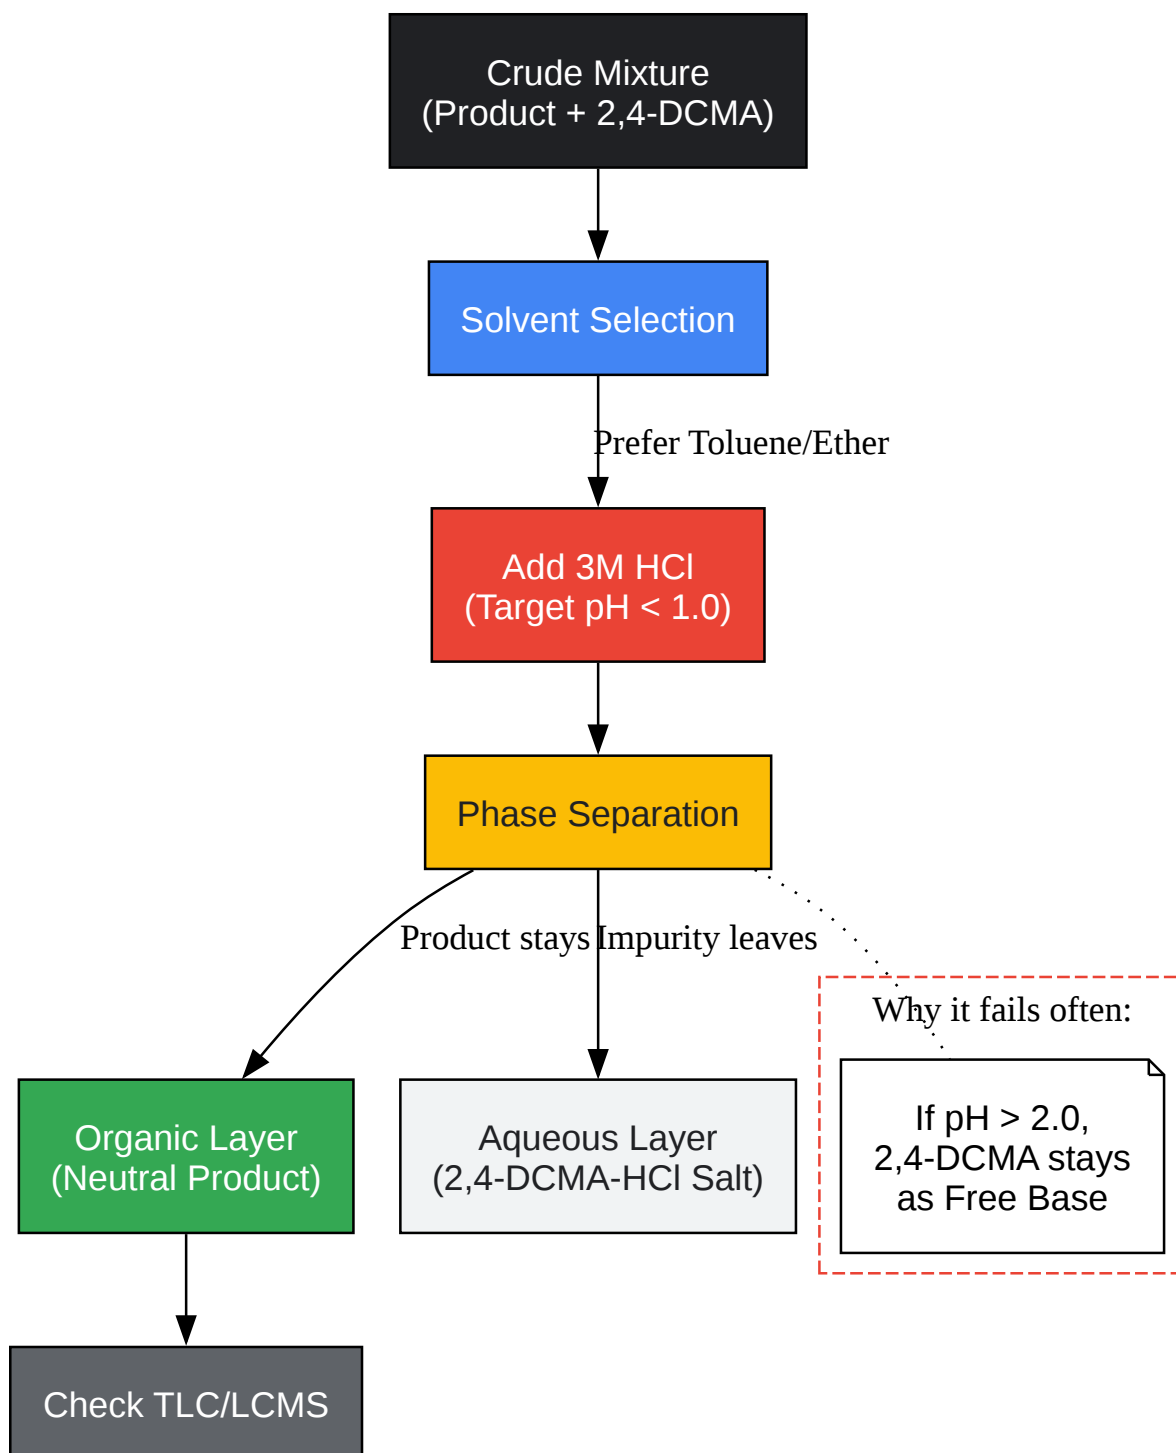 Crude Mixture
(Product + 2,4-DCMA)
Solvent Selection
Prefer Toluene/Ether
Add 3M HCl
(Target pH < 1.0)
Phase Separation
Product stays
Impurity leaves
Why it fails often:
Organic Layer
(Neutral Product)
Aqueous Layer
(2,4-DCMA-HCl Salt)
If pH > 2.0,
2,4-DCMA stays
as Free Base
Check TLC/LCMS